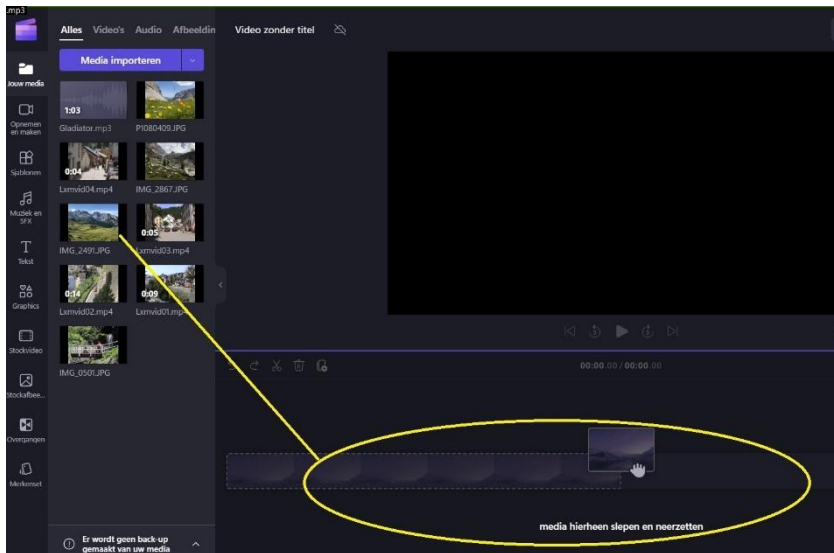 .mp3
Alles Video's Audio Afbeeldin
Video zonder titel
Media importeren
Jouw media
Opnemen
en maken
Sjablonen
Muziek en
SFX
Tekst
Graphics
Stockvideo
Stockafbee...
Overgangen
Merkenset
1:03
Gladiator.mp3 P1080409.JPG
0:04
Lxmvid04.mp4 IMG_2867.JPG
0:05
IMG_2491.JPG Lxmvid03.mp4
0:14 0:09
Lxmvid02.mp4 Lxmvid01.mp4
IMG_0501.JPG
5 5
00:00.00 / 00:00.00
media hierheen slepen en neerzetten
Er wordt geen back-up
gemaakt van uw media